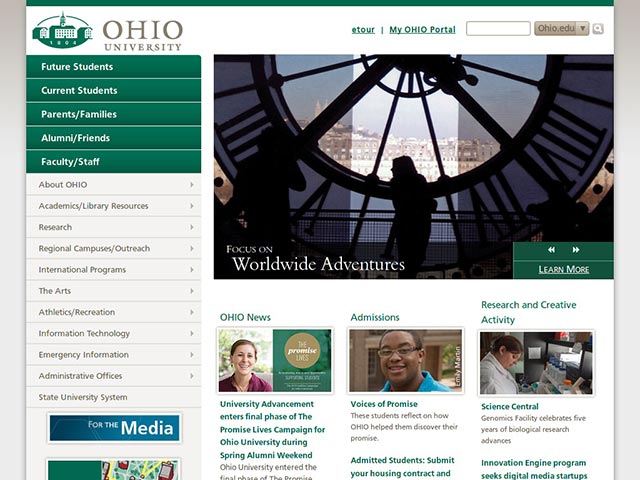 OHIO
UNIVERSITY
1804
etour | My OHIO Portal
Ohio.edu
Future Students
Current Students
Parents/Families
Alumni/Friends
Faculty/Staff
About OHIO
Academics/Library Resources
Research
Regional Campuses/Outreach
International Programs
The Arts
Athletics/Recreation
Information Technology
Emergency Information
Administrative Offices
State University System
FOR THE Media
FOCUS ON
Worldwide Adventures
LEARN MORE
OHIO News
THE
promise
LIVES
SUPPORTING STUDENTS
University Advancement
enters final phase of The
Promise Lives Campaign for
Ohio University during
Spring Alumni Weekend
Ohio University entered the
final phase of The Promise
Admissions
Emily Martin
Voices of Promise
These students reflect on how
OHIO helped them discover their
promise.
Admitted Students: Submit
your housing contract and
Research and Creative
Activity
Science Central
Genomics Facility celebrates five
years of biological research
advances
Innovation Engine program
seeks digital media startups